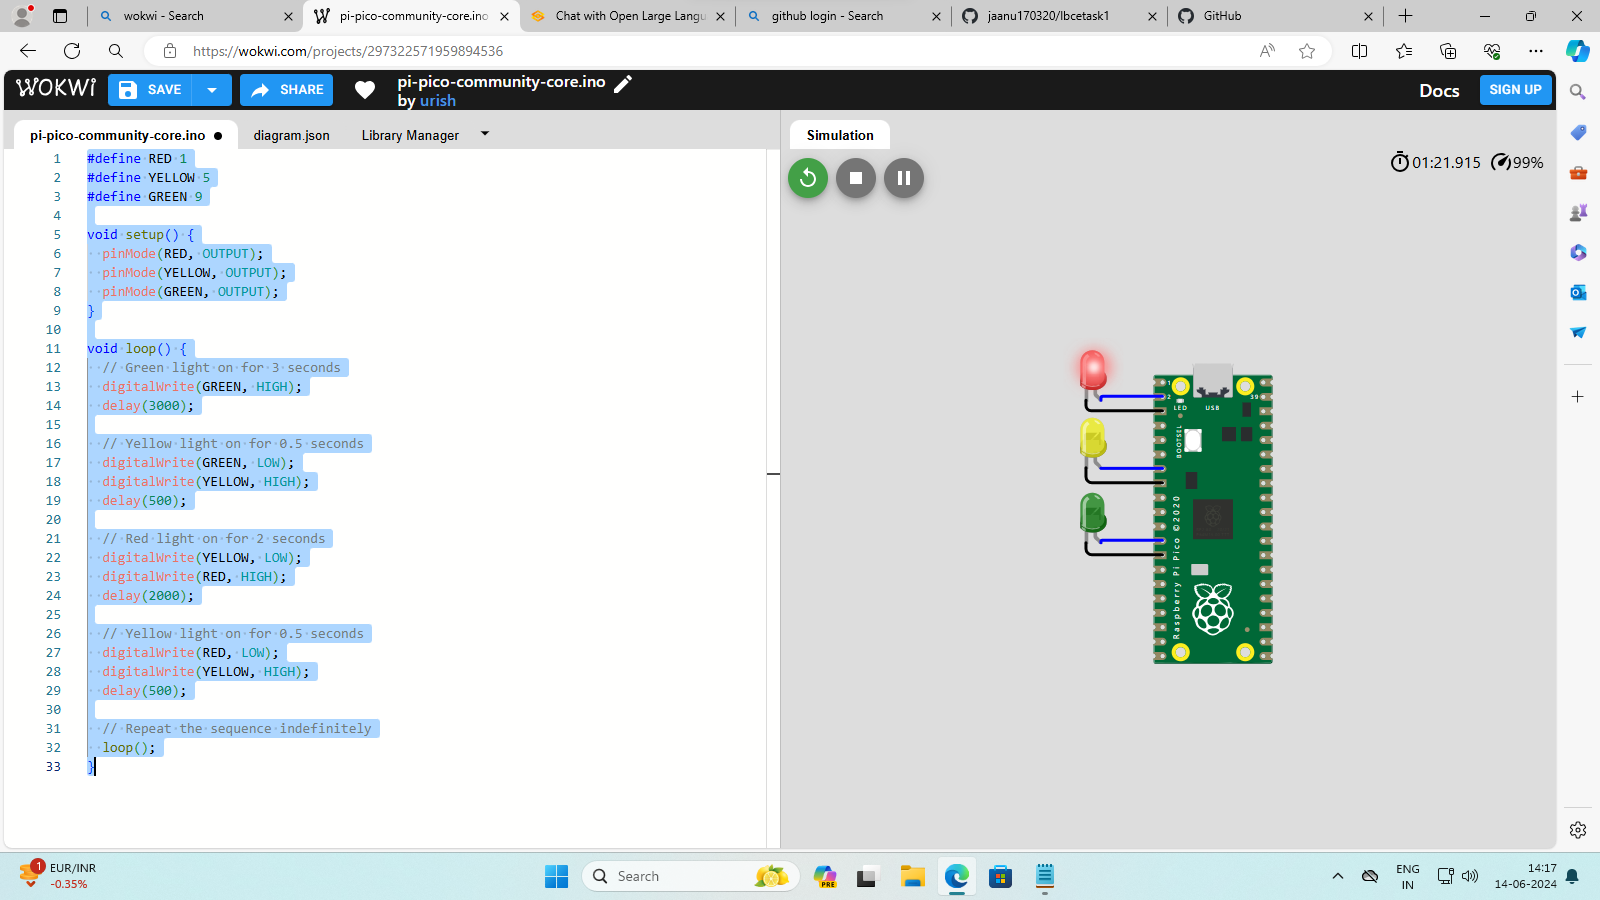 wokwi - Search
pi-pico-community-core.ino
Chat with Open Large Langu
github login - Search
jaanu170320/lbcetask1
GitHub
https://wokwi.com/projects/297322571959894536
WOKWI
SAVE
SHARE
pi-pico-community-core.ino
by urish
Docs
SIGN UP
pi-pico-community-core.ino
diagram.json
Library Manager
Simulation
01:21.915
99%
1 #define RED 1
2 #define YELLOW 5
3 #define GREEN 9
4
5 void setup() {
6   pinMode(RED, OUTPUT);
7   pinMode(YELLOW, OUTPUT);
8   pinMode(GREEN, OUTPUT);
9 }
10
11 void loop() {
12   // Green light on for 3 seconds
13   digitalWrite(GREEN, HIGH);
14   delay(3000);
15
16   // Yellow light on for 0.5 seconds
17   digitalWrite(GREEN, LOW);
18   digitalWrite(YELLOW, HIGH);
19   delay(500);
20
21   // Red light on for 2 seconds
22   digitalWrite(YELLOW, LOW);
23   digitalWrite(RED, HIGH);
24   delay(2000);
25
26   // Yellow light on for 0.5 seconds
27   digitalWrite(RED, LOW);
28   digitalWrite(YELLOW, HIGH);
29   delay(500);
30
31   // Repeat the sequence indefinitely
32   loop();
33 }
1
2
39
LED
USB
BOOTSEL
Raspberry Pi Pico ©2020
1
EUR/INR
-0.35%
Search
PRE
ENG
IN
14:17
14-06-2024